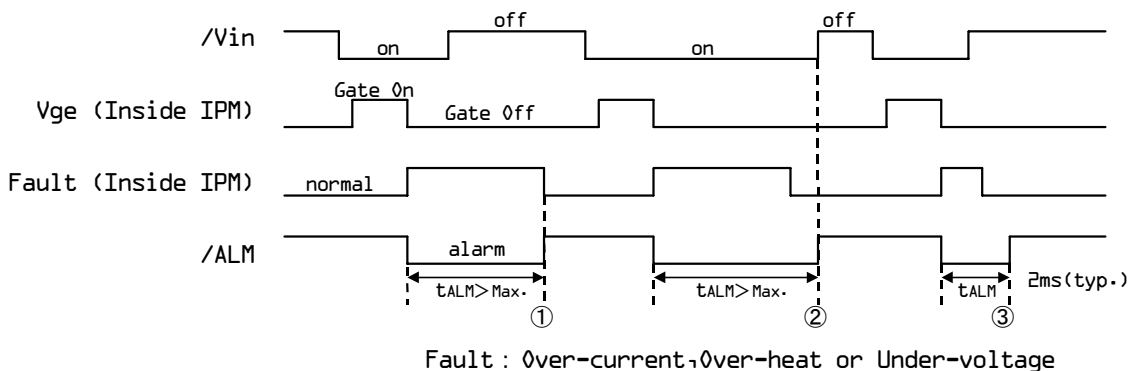 /Vin on off on off
Vge (Inside IPM) Gate On Gate Off
Fault (Inside IPM) normal
/ALM alarm
tALM> Max. tALM> Max. tALM 2ms(typ.)
① ② ③
Fault : Over-current,Over-heat or Under-voltage